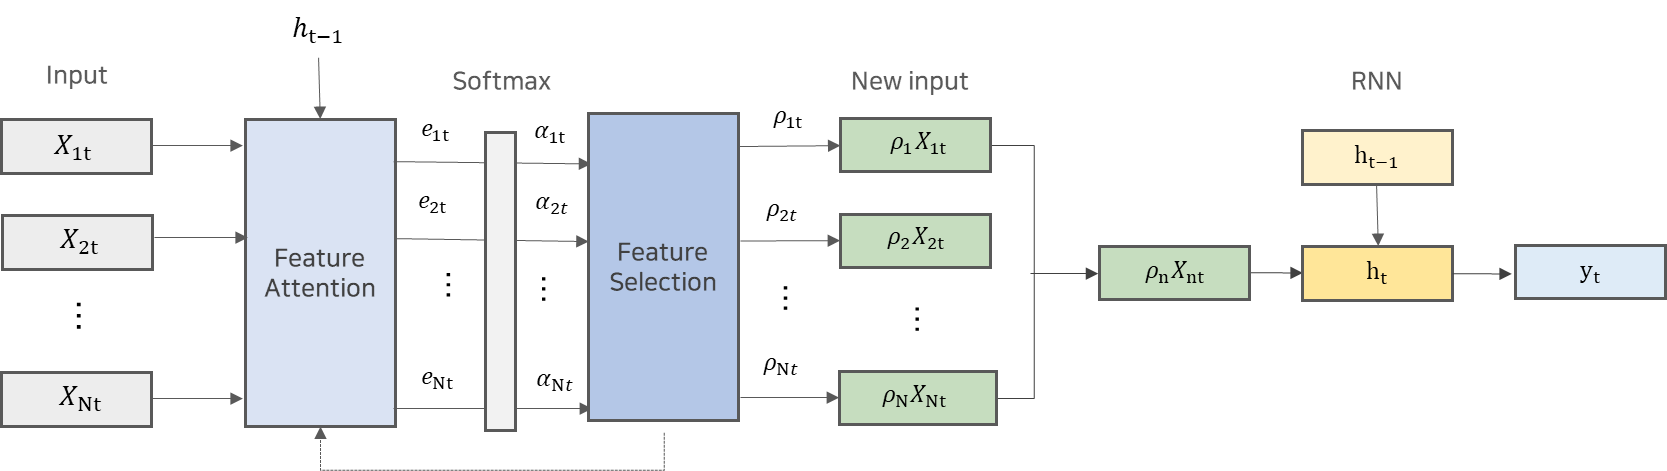 h_{t−1}
Input
Softmax
New input
RNN
X_{1t}
e_{1t}
α_{1t}
ρ_{1t}
ρ_1X_{1t}
h_{t−1}
X_{2t}
e_{2t}
α_{2t}
ρ_{2t}
ρ_2X_{2t}
Feature
Attention
Feature
Selection
⋮
⋮
⋮
⋮
⋮
ρ_nX_{nt}
h_t
y_t
X_{Nt}
e_{Nt}
α_{Nt}
ρ_{Nt}
ρ_NX_{Nt}